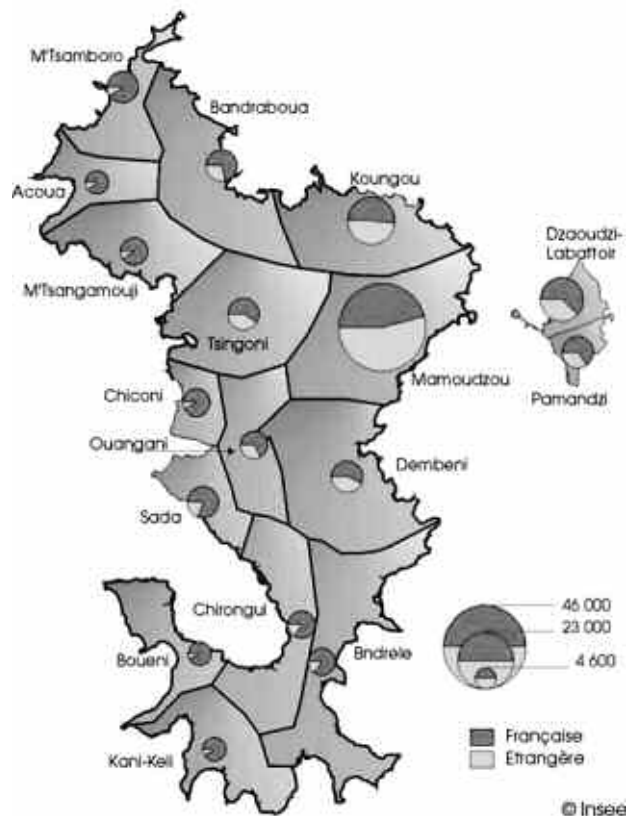 M'Tsamboro
Bandraboua
Acoua
Koungou
Dzaoudzi-
Labattoir
M'Tsangamouji
Tsingoni
Mamoudzou
Pamandzi
Chiconi
Ouangani
Dembeni
Sada
Chirongui
Boueni
Bndrele
Kani-Keli
46 000
23 000
4 600
Française
Etrangère
© Insee